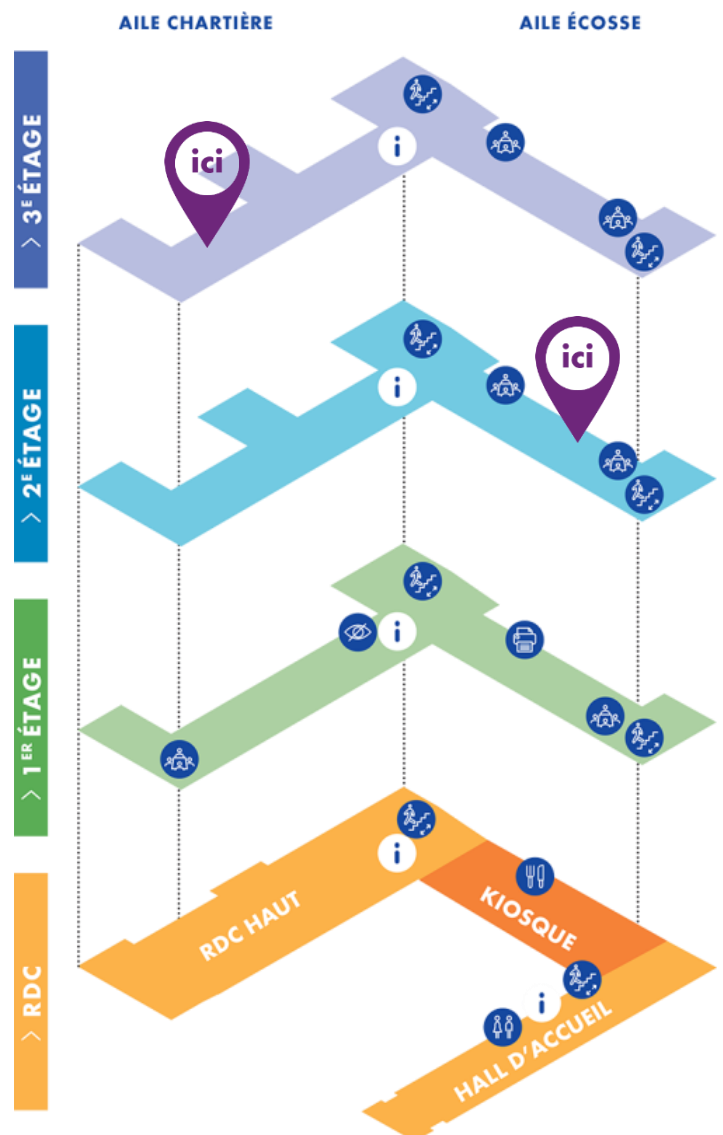 AILE CHARTIÈRE
AILE ÉCOSSE
> 3E ÉTAGE
ici
i
> 2E ÉTAGE
ici
i
> 1ER ÉTAGE
i
> RDC
i
RDC HAUT
KIOSQUE
i
HALL D'ACCUEIL